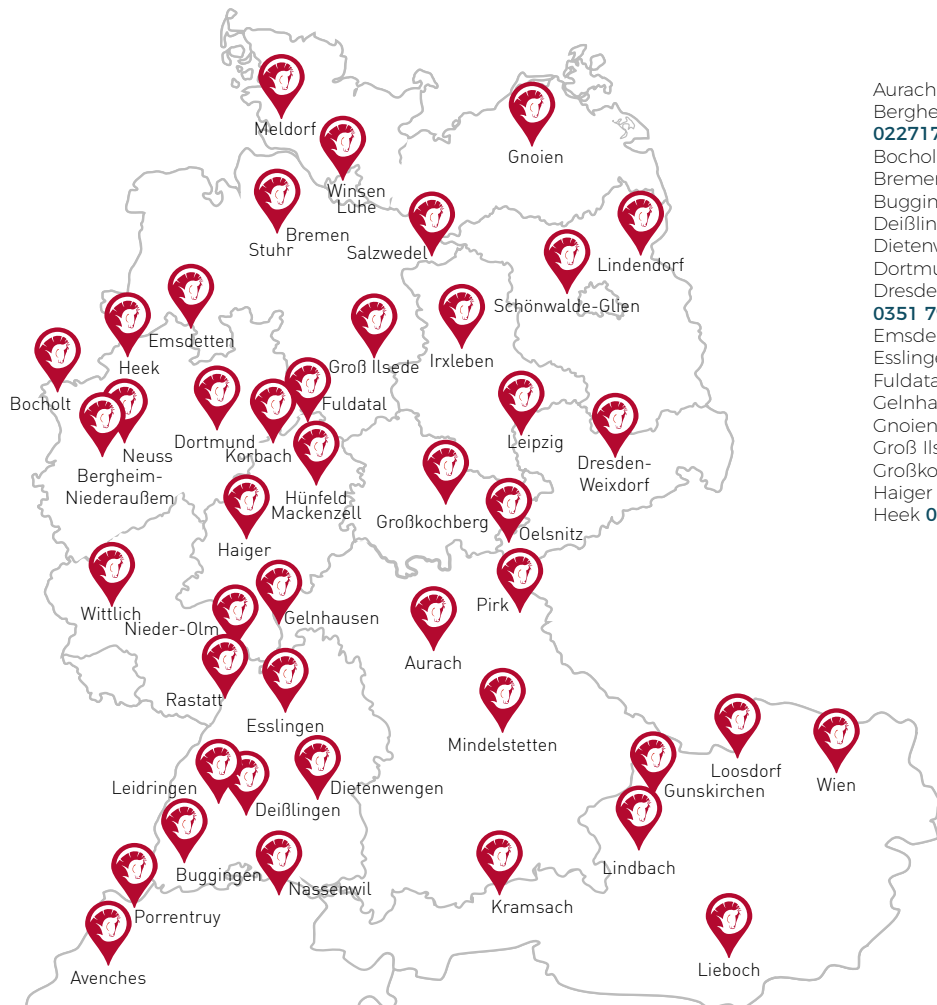 Meldorf
Gnoien
Winsen
Luhe
Bremen
Stuhr
Salzwedel
Lindendorf
Schönwalde-Glien
Emsdetten
Heek
Groß Ilsede
Irxleben
Bocholt
Fuldatal
Dortmund
Korbach
Neuss
Leipzig
Bergheim-
Niederaußem
Dresden-
Weixdorf
Hünfeld
Mackenzell
Großkochberg
Oelsnitz
Haiger
Wittlich
Nieder-Olm
Gelnhausen
Pirk
Aurach
Rastatt
Esslingen
Mindelstetten
Leidringen
Deißlingen
Dietenwengen
Gunskirchen
Loosdorf
Wien
Buggingen
Nassenwil
Lindbach
Kramsach
Porrentruy
Avenches
Lieboch
Aurach
Berghe
022717
Bochol
Bremer
Buggin
Deißlin
Dietenw
Dortmu
Dresde
0351 7
Emsde
Essling
Fuldata
Gelnha
Gnoien
Groß Ils
Großko
Haiger
Heek 0